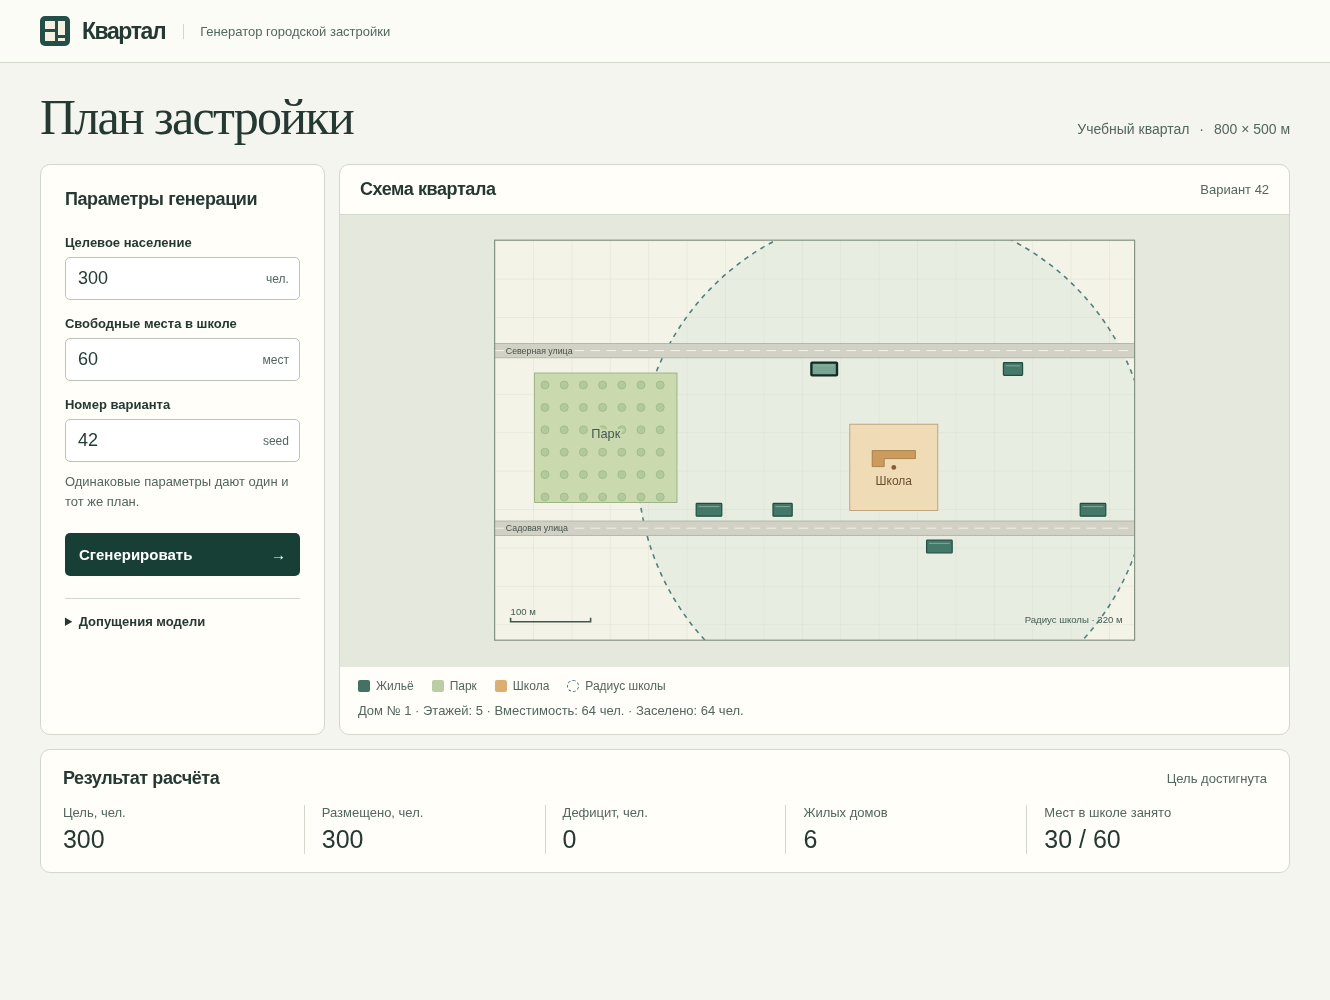 Квартал
Генератор городской застройки
План застройки
Учебный квартал · 800 × 500 м
Параметры генерации
Целевое население
300 чел.
Свободные места в школе
60 мест
Номер варианта
42 seed
Одинаковые параметры дают один и
тот же план.
Сгенерировать →
Допущения модели
Схема квартала
Вариант 42
Северная улица
Парк
Школа
Садовая улица
100 м
Радиус школы · 320 м
Жильё
Парк
Школа
Радиус школы
Дом № 1 · Этажей: 5 · Вместимость: 64 чел. · Заселено: 64 чел.
Результат расчёта
Цель достигнута
Цель, чел.
300
Размещено, чел.
300
Дефицит, чел.
0
Жилых домов
6
Мест в школе занято
30 / 60